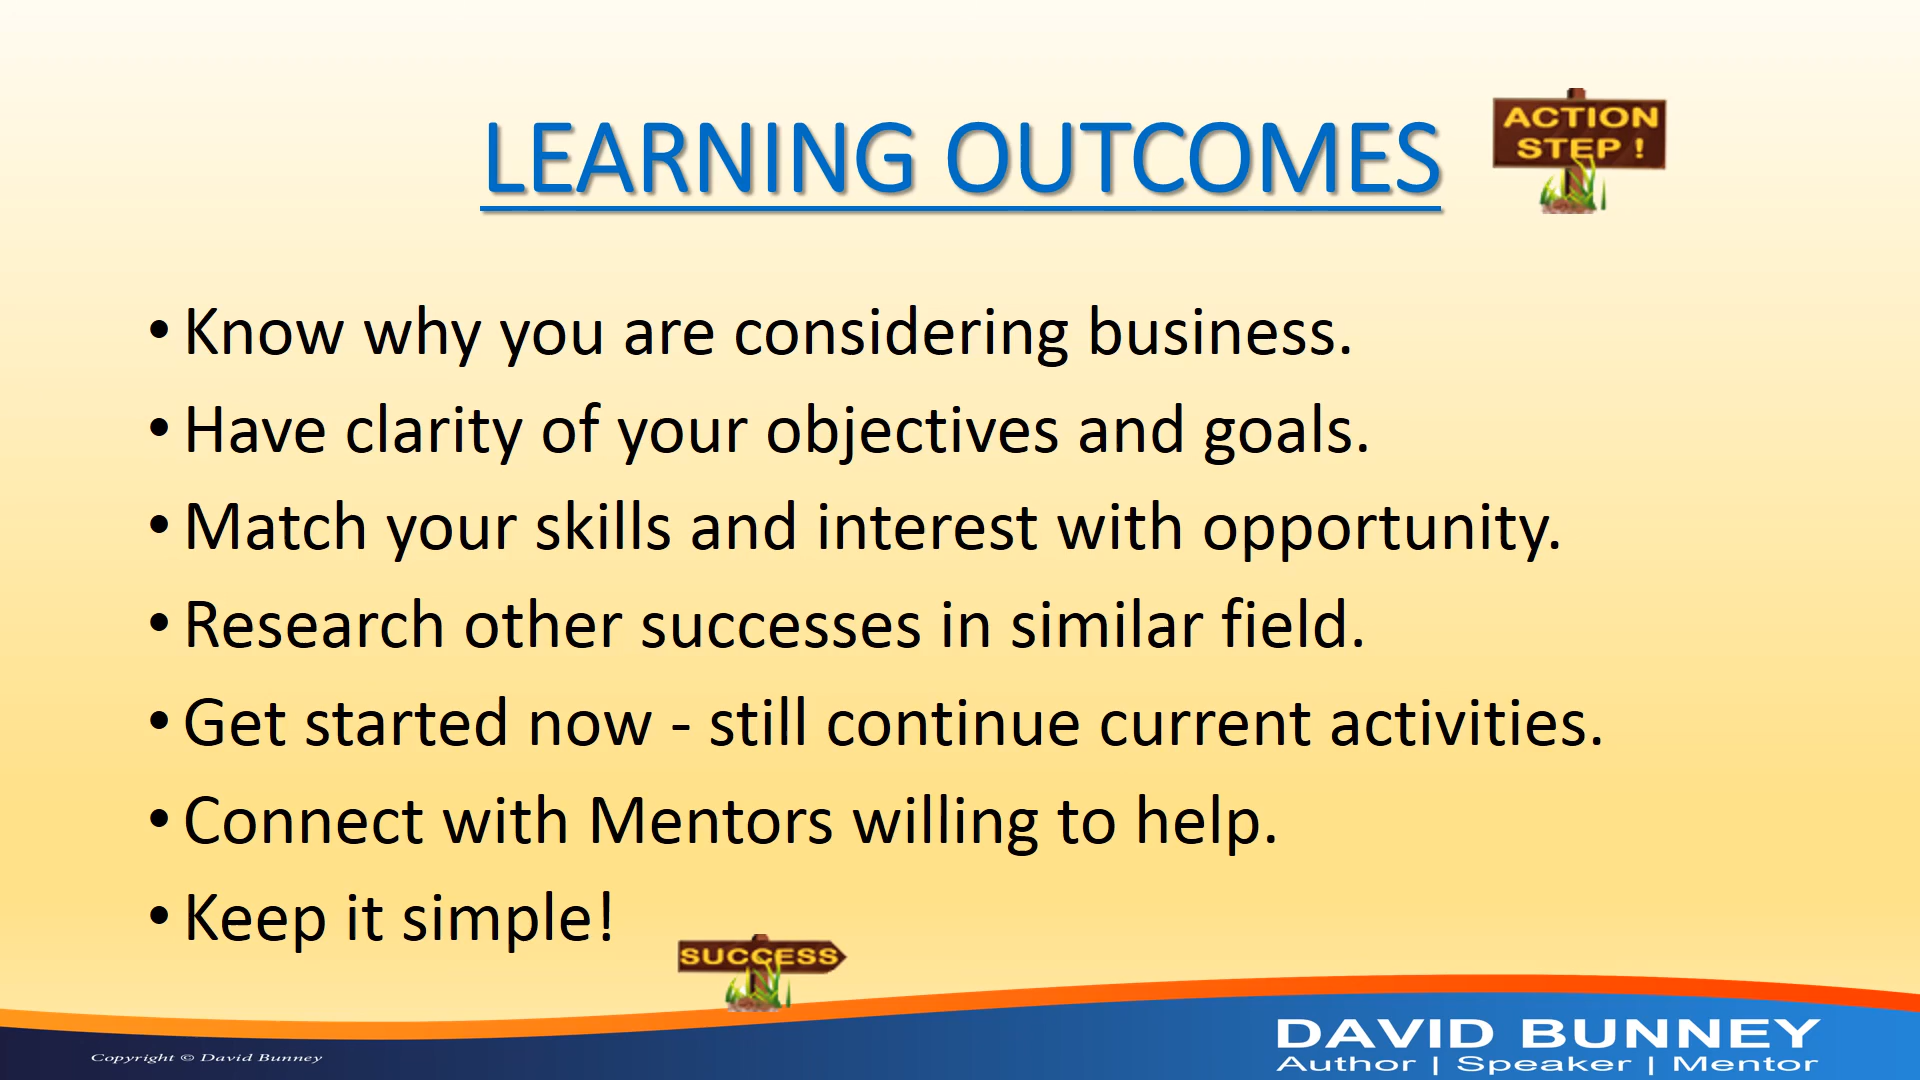 LEARNING OUTCOMES
ACTION
STEP !
• Know why you are considering business.
• Have clarity of your objectives and goals.
• Match your skills and interest with opportunity.
• Research other successes in similar field.
• Get started now - still continue current activities.
• Connect with Mentors willing to help.
• Keep it simple!
SUCCESS
Copyright © David Bunney
DAVID BUNNEY
Author | Speaker | Mentor